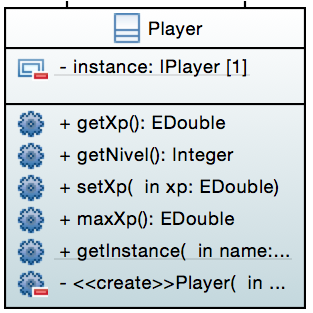 Player
- instance: IPlayer [1]
+ getXp(): EDouble
+ getNivel(): Integer
+ setXp(  in xp: EDouble)
+ maxXp(): EDouble
+ getInstance(  in name:...
- <<create>>Player(  in ...